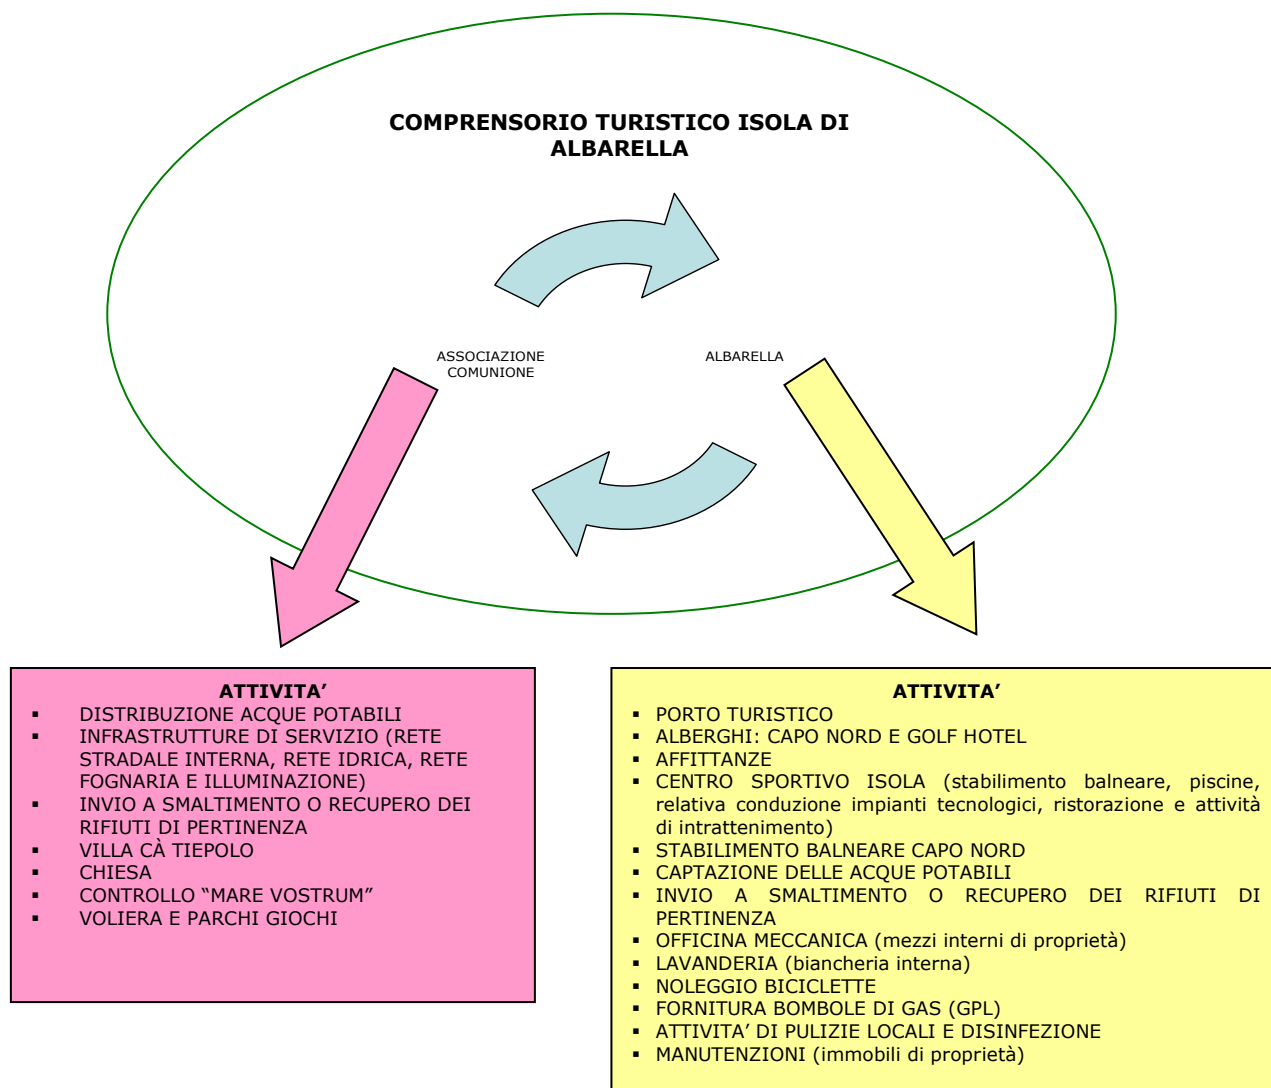 COMPRENSORIO TURISTICO ISOLA DI
ALBARELLA
ASSOCIAZIONE
COMUNIONE
ALBARELLA
ATTIVITA’
▪ DISTRIBUZIONE ACQUE POTABILI
▪ INFRASTRUTTURE DI SERVIZIO (RETE
STRADALE INTERNA, RETE IDRICA, RETE
FOGNARIA E ILLUMINAZIONE)
▪ INVIO A SMALTIMENTO O RECUPERO DEI
RIFIUTI DI PERTINENZA
▪ VILLA CÀ TIEPOLO
▪ CHIESA
▪ CONTROLLO “MARE VOSTRUM”
▪ VOLIERA E PARCHI GIOCHI
ATTIVITA’
▪ PORTO TURISTICO
▪ ALBERGHI: CAPO NORD E GOLF HOTEL
▪ AFFITTANZE
▪ CENTRO SPORTIVO ISOLA (stabilimento balneare, piscine,
relativa conduzione impianti tecnologici, ristorazione e attività
di intrattenimento)
▪ STABILIMENTO BALNEARE CAPO NORD
▪ CAPTAZIONE DELLE ACQUE POTABILI
▪ INVIO A SMALTIMENTO O RECUPERO DEI RIFIUTI DI
PERTINENZA
▪ OFFICINA MECCANICA (mezzi interni di proprietà)
▪ LAVANDERIA (biancheria interna)
▪ NOLEGGIO BICICLETTE
▪ FORNITURA BOMBOLE DI GAS (GPL)
▪ ATTIVITA’ DI PULIZIE LOCALI E DISINFEZIONE
▪ MANUTENZIONI (immobili di proprietà)